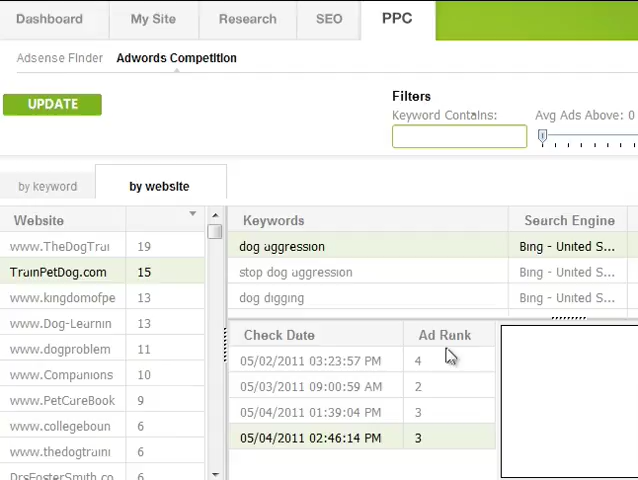 Dashboard My Site Research SEO PPC
Adsense Finder Adwords Competition
UPDATE
Filters
Keyword Contains: Avg Ads Above: 0
by keyword by website
Website Keywords Search Engine
www.TheDogTrai 19 dog aggression Bing - United S...
TrainPetDog.com 15 stop dog aggression Bing - United S...
www.kingdomofpe 13 dog digging Bing - United S...
www.Dog-Learnin 13 Check Date Ad Rank
www.dogproblem 11 05/02/2011 03:23:57 PM 4
www.Companions 10 05/03/2011 09:00:59 AM 2
www.PetCareBook 9 05/04/2011 01:39:04 PM 3
www.collegeboun 6 05/04/2011 02:46:14 PM 3
www.thedogtraini 6
DrsFosterSmith.co 6